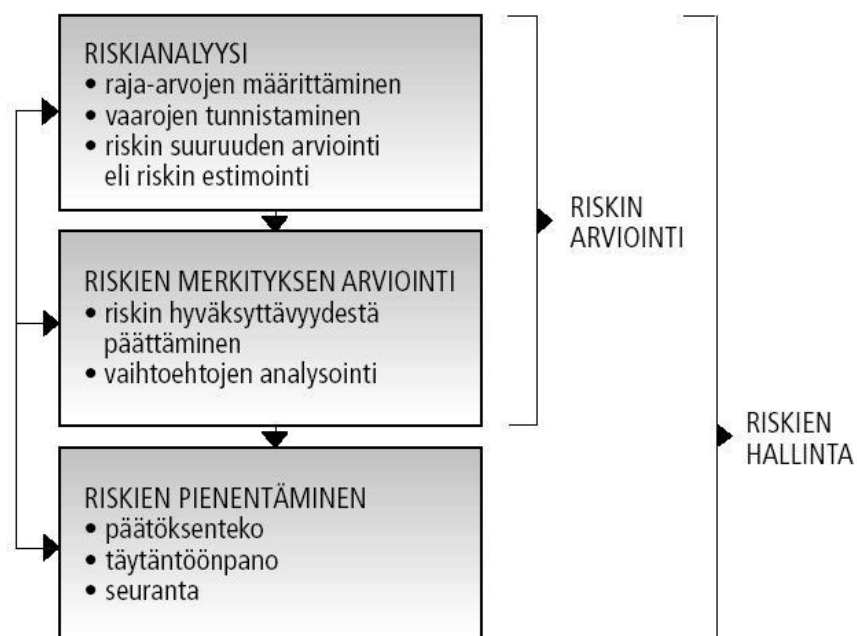 RISKIANALYYSI
• raja-arvojen määrittäminen
• vaarojen tunnistaminen
• riskin suuruuden arviointi
eli riskin estimointi
RISKIEN MERKITYKSEN ARVIOINTI
• riskin hyväksyttävyydestä
päättäminen
• vaihtoehtojen analysointi
RISKIEN PIENENTÄMINEN
• päätöksenteko
• täytäntöönpano
• seuranta
RISKIN
ARVIOINTI
RISKIEN
HALLINTA